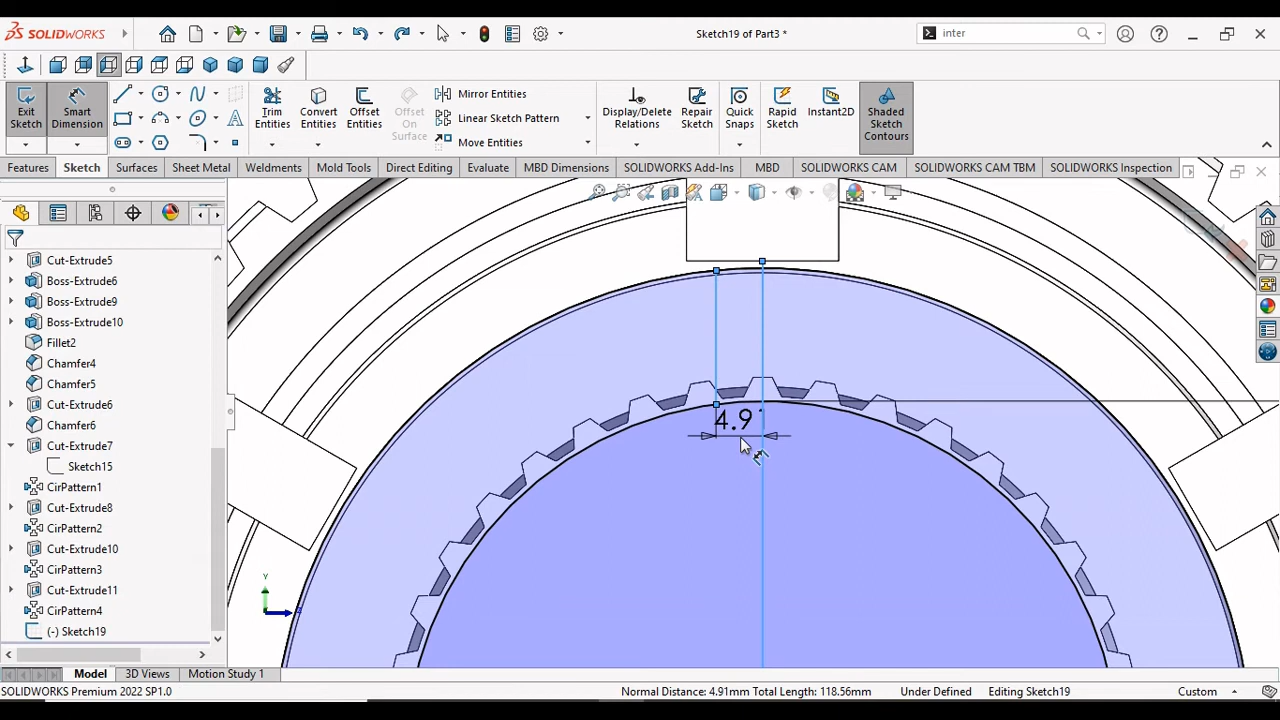 SOLIDWORKS
Sketch19 of Part3 *
inter
Exit Sketch
Smart Dimension
Trim Entities
Convert Entities
Offset Entities
Offset On Surface
Mirror Entities
Linear Sketch Pattern
Move Entities
Display/Delete Relations
Repair Sketch
Quick Snaps
Rapid Sketch
Instant2D
Shaded Sketch Contours
Features
Sketch
Surfaces
Sheet Metal
Weldments
Mold Tools
Direct Editing
Evaluate
MBD Dimensions
SOLIDWORKS Add-Ins
MBD
SOLIDWORKS CAM
SOLIDWORKS CAM TBM
SOLIDWORKS Inspection
Cut-Extrude5
Boss-Extrude6
Boss-Extrude9
Boss-Extrude10
Fillet2
Chamfer4
Chamfer5
Cut-Extrude6
Chamfer6
Cut-Extrude7
Sketch15
CirPattern1
Cut-Extrude8
CirPattern2
Cut-Extrude10
CirPattern3
Cut-Extrude11
CirPattern4
(-) Sketch19
4.91
Y
Model
3D Views
Motion Study 1
SOLIDWORKS Premium 2022 SP1.0
Normal Distance: 4.91mm Total Length: 118.56mm
Under Defined
Editing Sketch19
Custom